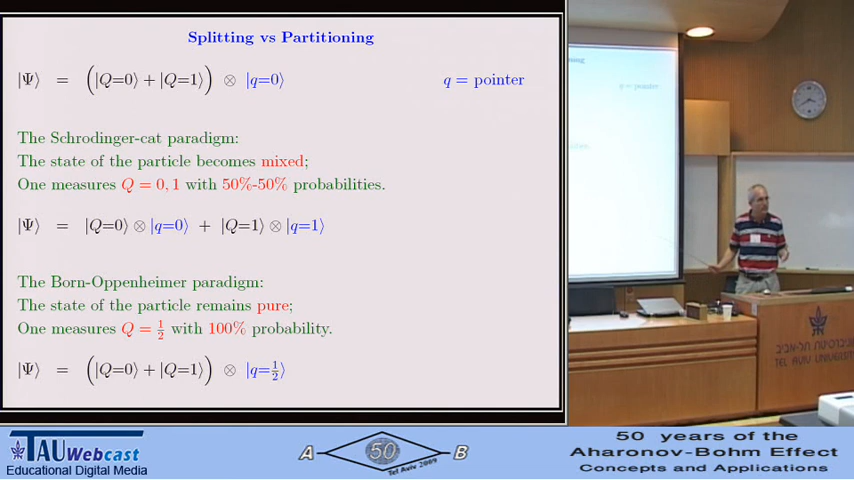 Splitting vs Partitioning
|Ψ⟩ = (|Q=0⟩ + |Q=1⟩) ⊗ |q=0⟩ q = pointer
The Schrodinger-cat paradigm:
The state of the particle becomes mixed;
One measures Q = 0, 1 with 50%-50% probabilities.
|Ψ⟩ = |Q=0⟩ ⊗ |q=0⟩ + |Q=1⟩ ⊗ |q=1⟩
The Born-Oppenheimer paradigm:
The state of the particle remains pure;
One measures Q = 1/2 with 100% probability.
|Ψ⟩ = (|Q=0⟩ + |Q=1⟩) ⊗ |q=1/2⟩
אוניברסיטת תל-אביב
TEL AVIV UNIVERSITY
TAU Webcast
Educational Digital Media
A 50 B
Tel Aviv 2009
50 years of the
Aharonov-Bohm Effect
Concepts and Applications